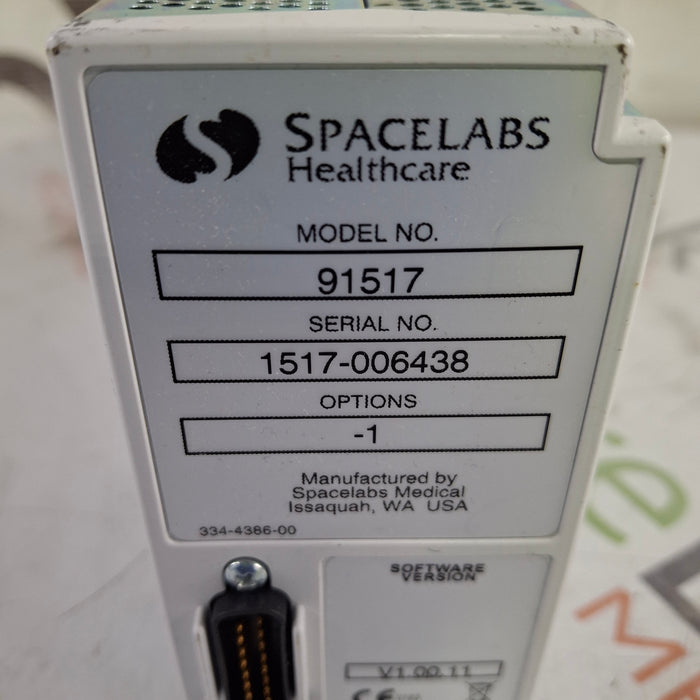 SPACELABS
Healthcare
MODEL NO.
91517
SERIAL NO.
1517-006438
OPTIONS
-1
Manufactured by
Spacelabs Medical
Issaquah, WA USA
334-4386-00
SOFTWARE
VERSION
V1.00.11
CE